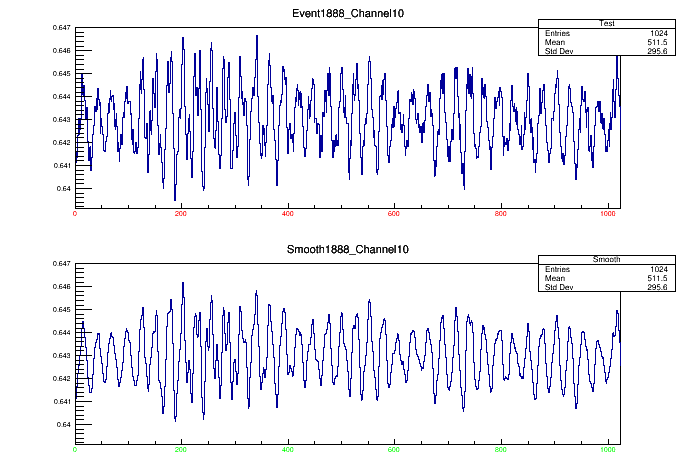 Event1888_Channel10
Test
Entries 1024
Mean 511.5
Std Dev 295.6
0.647
0.646
0.645
0.644
0.643
0.642
0.641
0.64
0 200 400 600 800 1000
Smooth1888_Channel10
Smooth
Entries 1024
Mean 511.5
Std Dev 295.6
0.647
0.646
0.645
0.644
0.643
0.642
0.641
0.64
0 200 400 600 800 1000